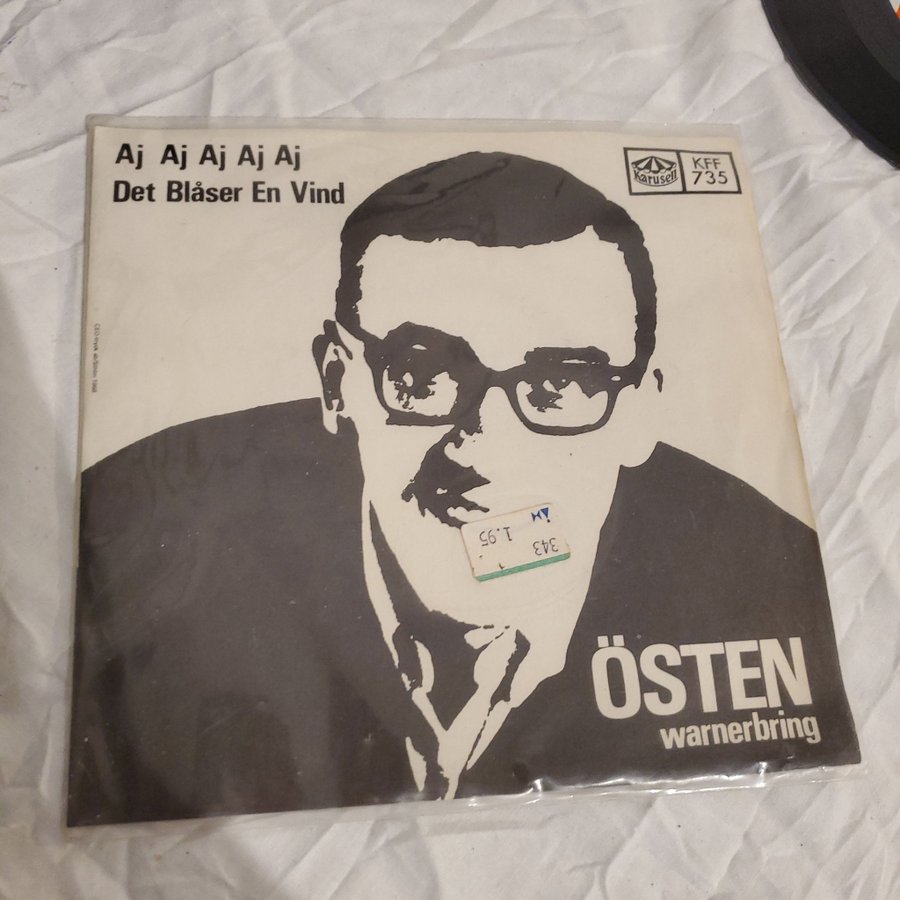 Aj Aj Aj Aj Aj
Det Blåser En Vind
Karusell
KFF
735
343
1.95
ÖSTEN
warnerbring